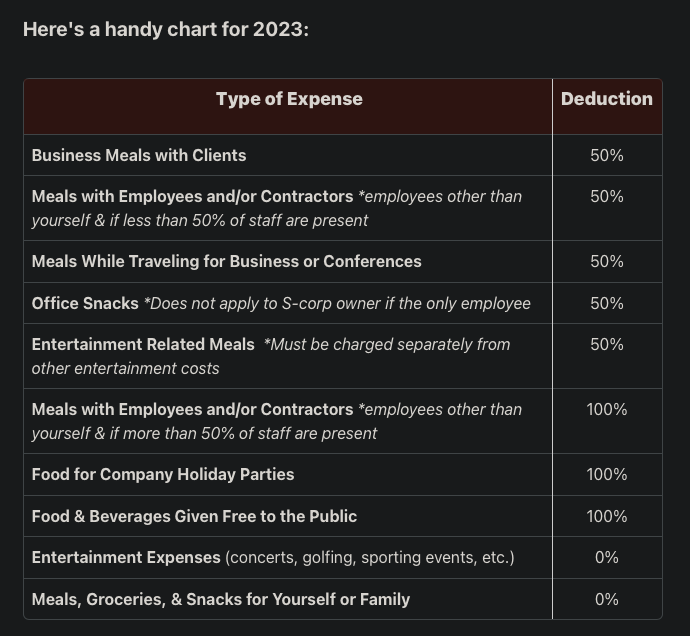 Here's a handy chart for 2023:
Type of Expense
Deduction
Business Meals with Clients
50%
Meals with Employees and/or Contractors *employees other than
yourself & if less than 50% of staff are present
50%
Meals While Traveling for Business or Conferences
50%
Office Snacks *Does not apply to S-corp owner if the only employee
50%
Entertainment Related Meals *Must be charged separately from
other entertainment costs
50%
Meals with Employees and/or Contractors *employees other than
yourself & if more than 50% of staff are present
100%
Food for Company Holiday Parties
100%
Food & Beverages Given Free to the Public
100%
Entertainment Expenses (concerts, golfing, sporting events, etc.)
0%
Meals, Groceries, & Snacks for Yourself or Family
0%